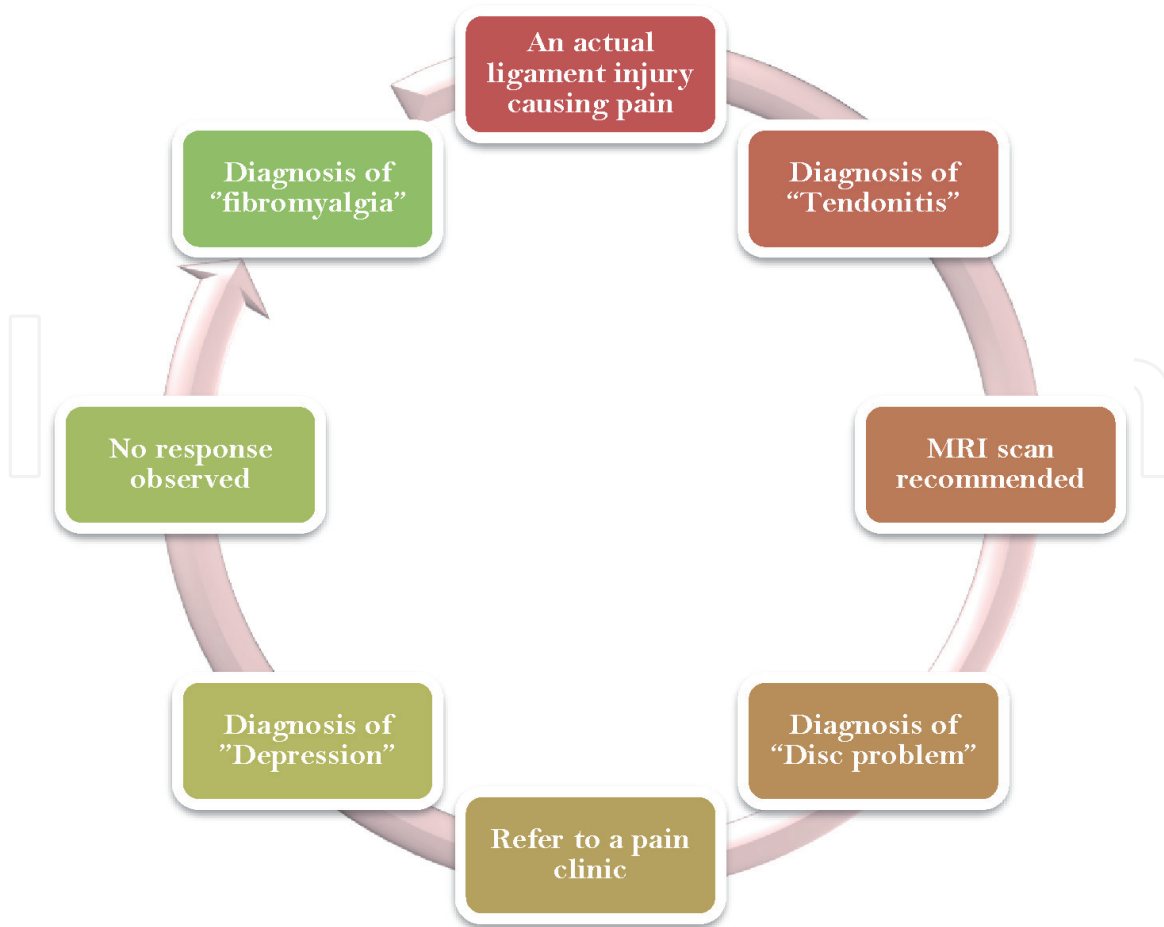 An actual
ligament injury
causing pain
Diagnosis of
“Tendonitis”
MRI scan
recommended
Diagnosis of
“Disc problem”
Refer to a pain
clinic
Diagnosis of
”Depression”
No response
observed
Diagnosis of
“fibromyalgia”